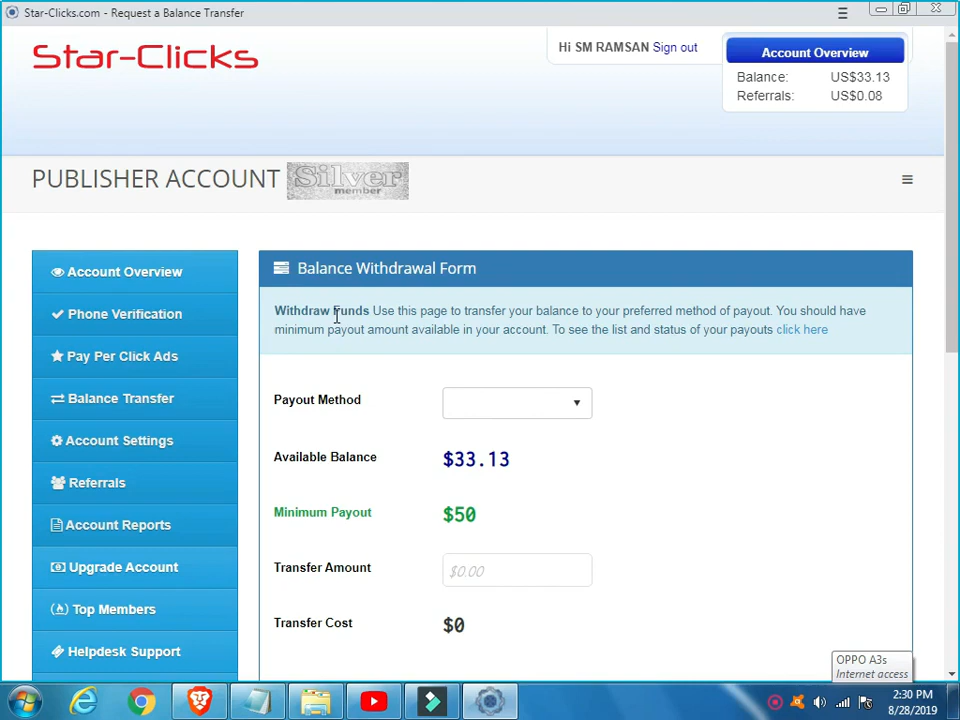 Star-Clicks.com - Request a Balance Transfer
Star-Clicks
Hi SM RAMSAN Sign out
Account Overview
Balance: US$33.13
Referrals: US$0.08
PUBLISHER ACCOUNT Silver member
Account Overview
Phone Verification
Pay Per Click Ads
Balance Transfer
Account Settings
Referrals
Account Reports
Upgrade Account
Top Members
Helpdesk Support
Balance Withdrawal Form
Withdraw Funds Use this page to transfer your balance to your preferred method of payout. You should have
minimum payout amount available in your account. To see the list and status of your payouts click here
Payout Method
Available Balance $33.13
Minimum Payout $50
Transfer Amount $0.00
Transfer Cost $0
OPPO A3s
Internet access
2:30 PM
8/28/2019